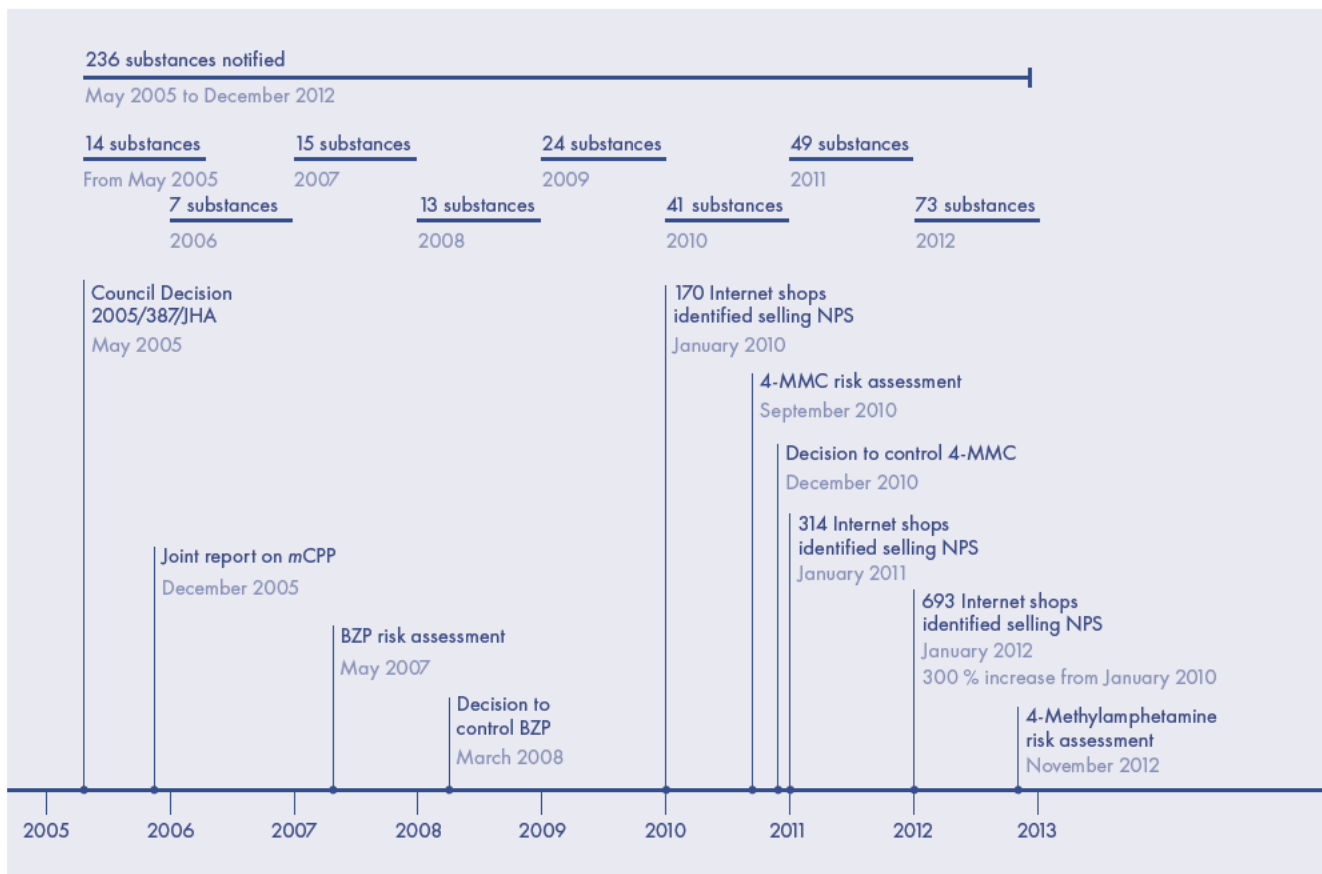 236 substances notified
May 2005 to December 2012
14 substances
From May 2005
15 substances
2007
24 substances
2009
49 substances
2011
7 substances
2006
13 substances
2008
41 substances
2010
73 substances
2012
Council Decision
2005/387/JHA
May 2005
170 Internet shops
identified selling NPS
January 2010
4-MMC risk assessment
September 2010
Decision to control 4-MMC
December 2010
314 Internet shops
identified selling NPS
January 2011
Joint report on mCPP
December 2005
693 Internet shops
identified selling NPS
January 2012
300 % increase from January 2010
BZP risk assessment
May 2007
Decision to
control BZP
March 2008
4-Methylamphetamine
risk assessment
November 2012
2005 2006 2007 2008 2009 2010 2011 2012 2013